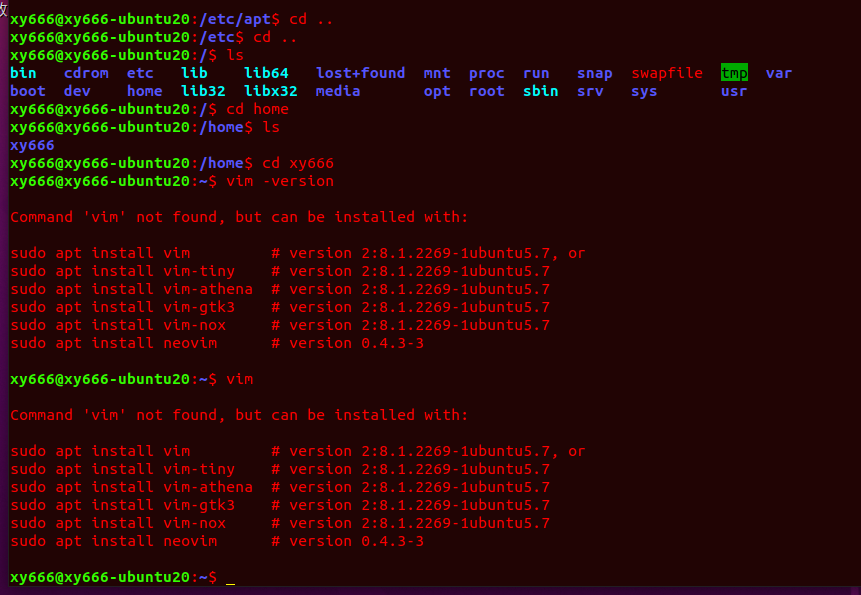 xy666@xy666-ubuntu20:/etc/apt$ cd ..
xy666@xy666-ubuntu20:/etc$ cd ..
xy666@xy666-ubuntu20:/$ ls
bin   cdrom  etc   lib    lib64   lost+found  mnt  proc  run   snap  swapfile  tmp  var
boot  dev    home  lib32  libx32  media       opt  root  sbin  srv   sys       usr
xy666@xy666-ubuntu20:/$ cd home
xy666@xy666-ubuntu20:/home$ ls
xy666
xy666@xy666-ubuntu20:/home$ cd xy666
xy666@xy666-ubuntu20:~$ vim -version
Command 'vim' not found, but can be installed with:
sudo apt install vim         # version 2:8.1.2269-1ubuntu5.7, or
sudo apt install vim-tiny    # version 2:8.1.2269-1ubuntu5.7
sudo apt install vim-athena  # version 2:8.1.2269-1ubuntu5.7
sudo apt install vim-gtk3    # version 2:8.1.2269-1ubuntu5.7
sudo apt install vim-nox     # version 2:8.1.2269-1ubuntu5.7
sudo apt install neovim      # version 0.4.3-3
xy666@xy666-ubuntu20:~$ vim
Command 'vim' not found, but can be installed with:
sudo apt install vim         # version 2:8.1.2269-1ubuntu5.7, or
sudo apt install vim-tiny    # version 2:8.1.2269-1ubuntu5.7
sudo apt install vim-athena  # version 2:8.1.2269-1ubuntu5.7
sudo apt install vim-gtk3    # version 2:8.1.2269-1ubuntu5.7
sudo apt install vim-nox     # version 2:8.1.2269-1ubuntu5.7
sudo apt install neovim      # version 0.4.3-3
xy666@xy666-ubuntu20:~$ _